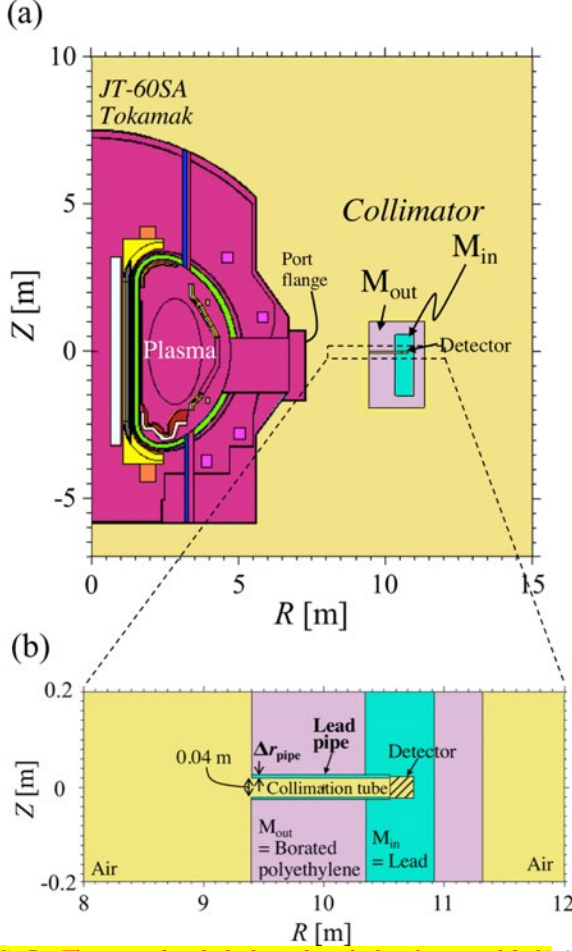 (a)
10
5
0
-5
Z [m]
JT-60SA
Tokamak
Collimator
M_in
M_out
Port
flange
Detector
Plasma
0
5
10
15
R [m]
(b)
0.2
0
-0.2
Z [m]
0.04 m
Δr_pipe
Lead
pipe
Detector
Collimation tube
M_out
= Borated
polyethylene
M_in
= Lead
Air
Air
8
9
10
11
12
R [m]